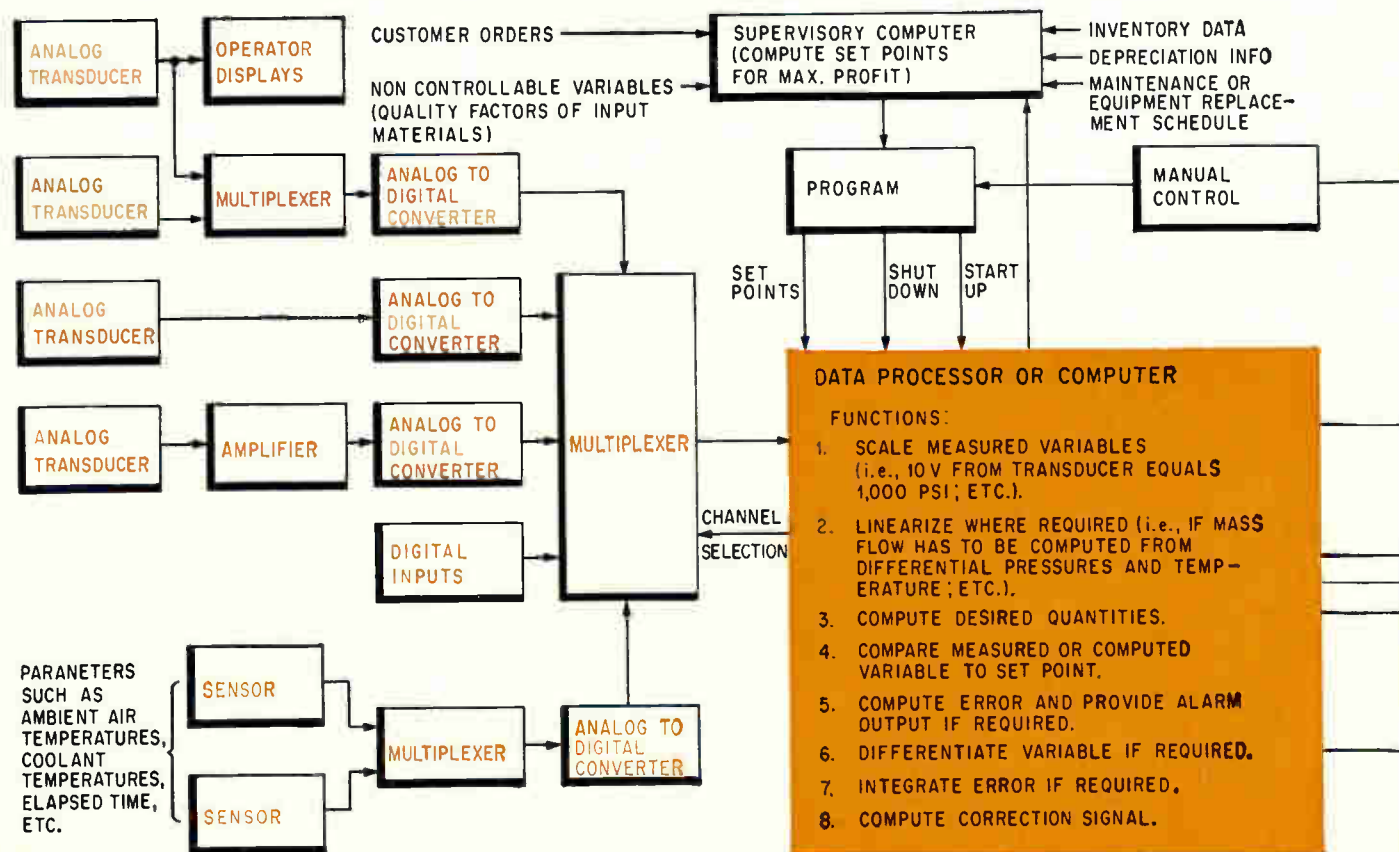 ANALOG
TRANSDUCER
OPERATOR
DISPLAYS
CUSTOMER ORDERS
SUPERVISORY COMPUTER
(COMPUTE SET POINTS
FOR MAX. PROFIT)
INVENTORY DATA
DEPRECIATION INFO
MAINTENANCE OR
EQUIPMENT REPLACE-
MENT SCHEDULE
NON CONTROLLABLE VARIABLES
(QUALITY FACTORS OF INPUT
MATERIALS)
ANALOG
TRANSDUCER
MULTIPLEXER
ANALOG TO
DIGITAL
CONVERTER
PROGRAM
MANUAL
CONTROL
SET
POINTS
SHUT
DOWN
START
UP
ANALOG
TRANSDUCER
ANALOG TO
DIGITAL
CONVERTER
ANALOG
TRANSDUCER
AMPLIFIER
ANALOG TO
DIGITAL
CONVERTER
MULTIPLEXER
DIGITAL
INPUTS
CHANNEL
SELECTION
PARANETERS
SUCH AS
AMBIENT AIR
TEMPERATURES,
COOLANT
TEMPERATURES,
ELAPSED TIME,
ETC.
SENSOR
SENSOR
MULTIPLEXER
ANALOG TO
DIGITAL
CONVERTER
DATA PROCESSOR OR COMPUTER
FUNCTIONS:
1. SCALE MEASURED VARIABLES
(i.e., 10 V FROM TRANSDUCER EQUALS
1,000 PSI; ETC.).
2. LINEARIZE WHERE REQUIRED (i.e., IF MASS
FLOW HAS TO BE COMPUTED FROM
DIFFERENTIAL PRESSURES AND TEMP-
ERATURE; ETC.).
3. COMPUTE DESIRED QUANTITIES.
4. COMPARE MEASURED OR COMPUTED
VARIABLE TO SET POINT.
5. COMPUTE ERROR AND PROVIDE ALARM
OUTPUT IF REQUIRED.
6. DIFFERENTIATE VARIABLE IF REQUIRED.
7. INTEGRATE ERROR IF REQUIRED.
8. COMPUTE CORRECTION SIGNAL.